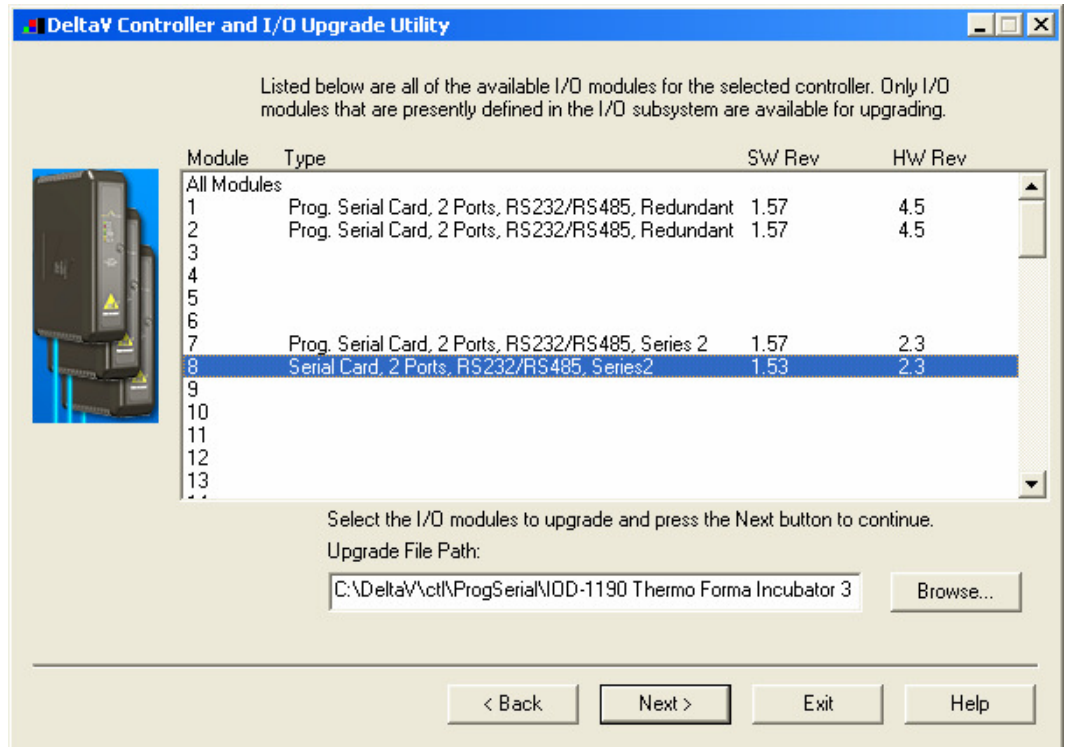 DeltaV Controller and I/O Upgrade Utility
Listed below are all of the available I/O modules for the selected controller. Only I/O
modules that are presently defined in the I/O subsystem are available for upgrading.
Module Type SW Rev HW Rev
All Modules
1 Prog. Serial Card, 2 Ports, RS232/RS485, Redundant 1.57 4.5
2 Prog. Serial Card, 2 Ports, RS232/RS485, Redundant 1.57 4.5
3
4
5
6
7 Prog. Serial Card, 2 Ports, RS232/RS485, Series 2 1.57 2.3
8 Serial Card, 2 Ports, RS232/RS485, Series2 1.53 2.3
9
10
11
12
13
Select the I/O modules to upgrade and press the Next button to continue.
Upgrade File Path:
C:\DeltaV\ctl\ProgSerial\IOD-1190 Thermo Forma Incubator 3
Browse...
< Back Next > Exit Help